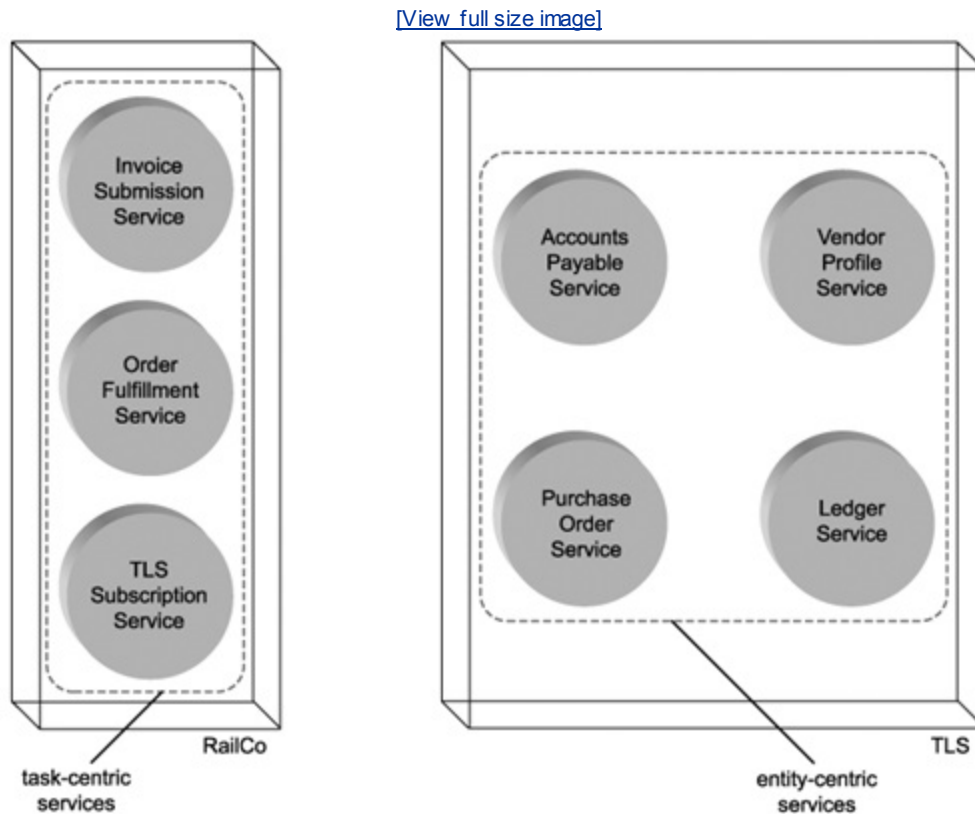 [View full size image]
Invoice
Submission
Service
Order
Fulfillment
Service
TLS
Subscription
Service
RailCo
task-centric
services
Accounts
Payable
Service
Vendor
Profile
Service
Purchase
Order
Service
Ledger
Service
TLS
entity-centric
services